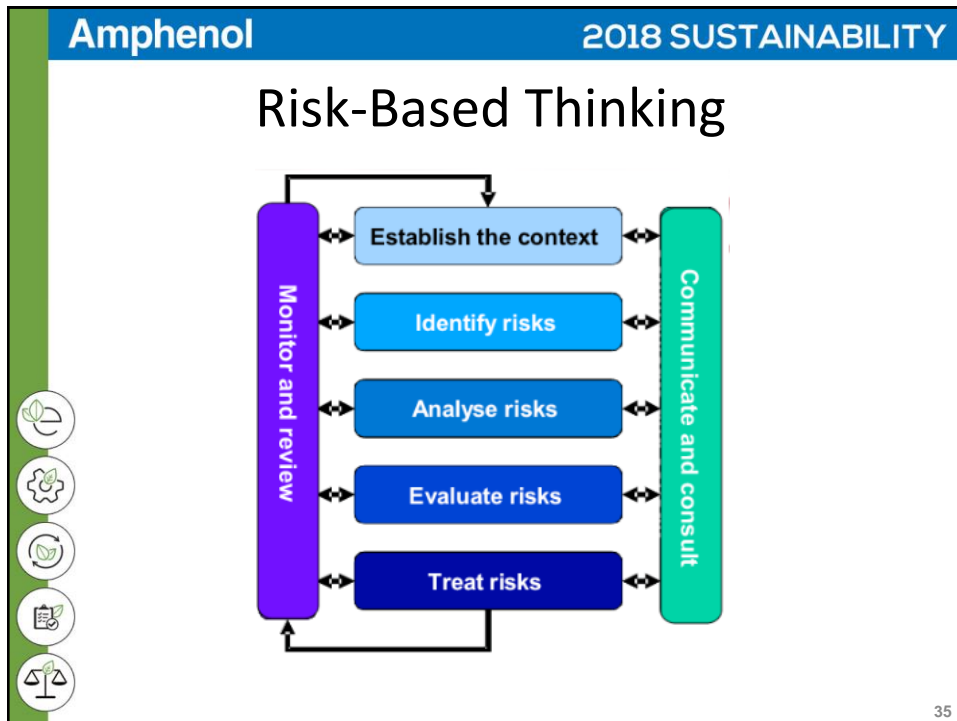 Amphenol
2018 SUSTAINABILITY
Risk-Based Thinking
Monitor and review
Establish the context
Identify risks
Analyse risks
Evaluate risks
Treat risks
Communicate and consult
35